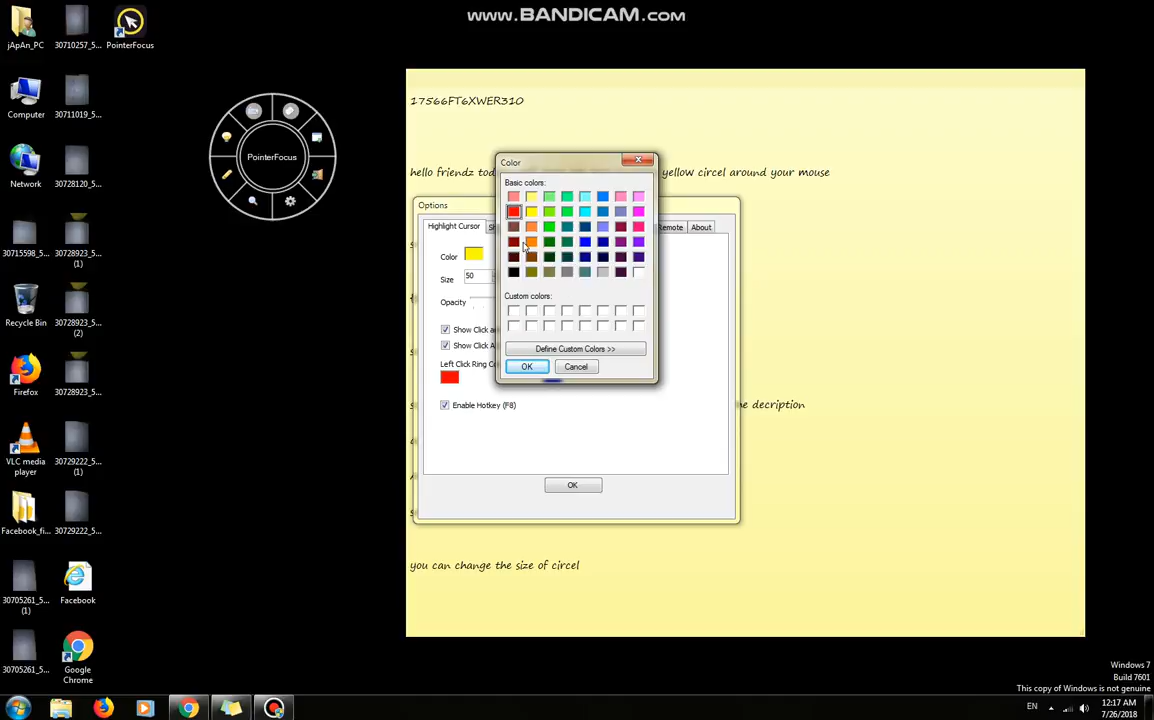 www.BANDICAM.com
jApAn_PC
30710257_5...
PointerFocus
Computer
30711019_5...
Network
30728120_5...
30715598_5...
30728923_5...
(1)
Recycle Bin
30728923_5...
(2)
Firefox
30728923_5...
VLC media
player
30729222_5...
(1)
Facebook_fi...
30729222_5...
30705261_5...
(1)
Facebook
30705261_5...
Google
Chrome
PointerFocus
17566FT6XWER310
hello friendz tod
yellow circel around your mouse
e decription
you can change the size of circel
Options
Highlight Cursor
Remote
About
Color
Size
50
Opacity
Show Click a
Show Click A
Left Click Ring Co
Enable Hotkey (F8)
OK
Color
Basic colors:
Custom colors:
Define Custom Colors >>
OK
Cancel
Windows 7
Build 7601
This copy of Windows is not genuine
EN
12:17 AM
7/26/2018